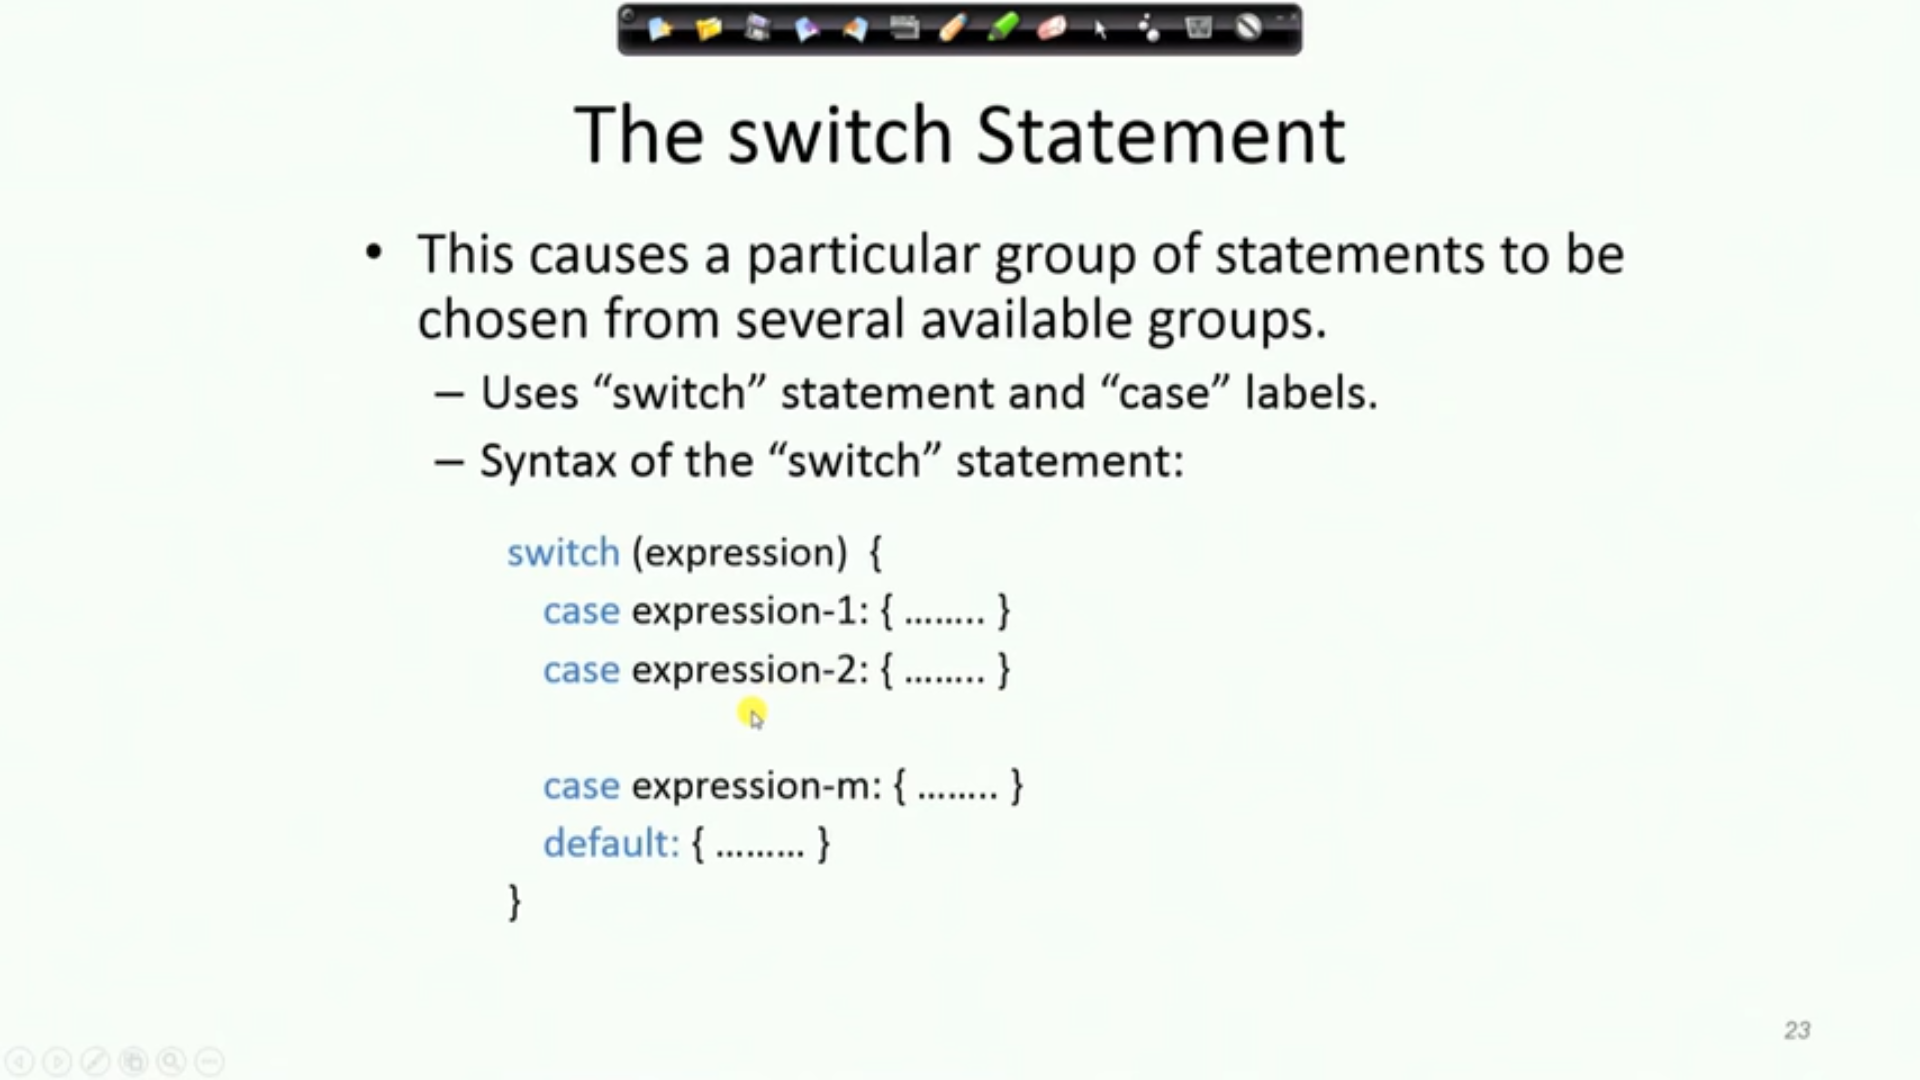 The switch Statement
• This causes a particular group of statements to be
chosen from several available groups.
– Uses “switch” statement and “case” labels.
– Syntax of the “switch” statement:
switch (expression) {
case expression-1: { …….. }
case expression-2: { …….. }
case expression-m: { …….. }
default: { ……… }
}
23